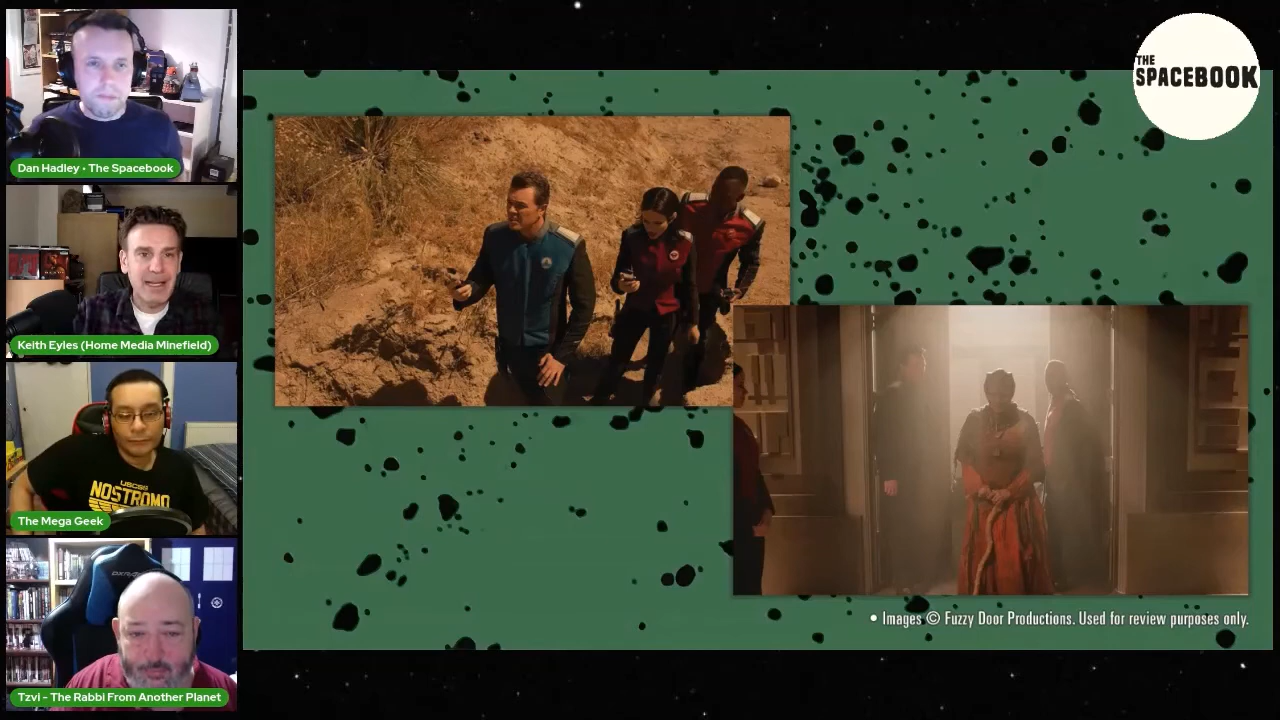 THE
SPACEBOOK
Dan Hadley • The Spacebook
Keith Eyles (Home Media Minefield)
USCSS
NOSTROMO
The Mega Geek
Tzvi - The Rabbi From Another Planet
• Images © Fuzzy Door Productions. Used for review purposes only.